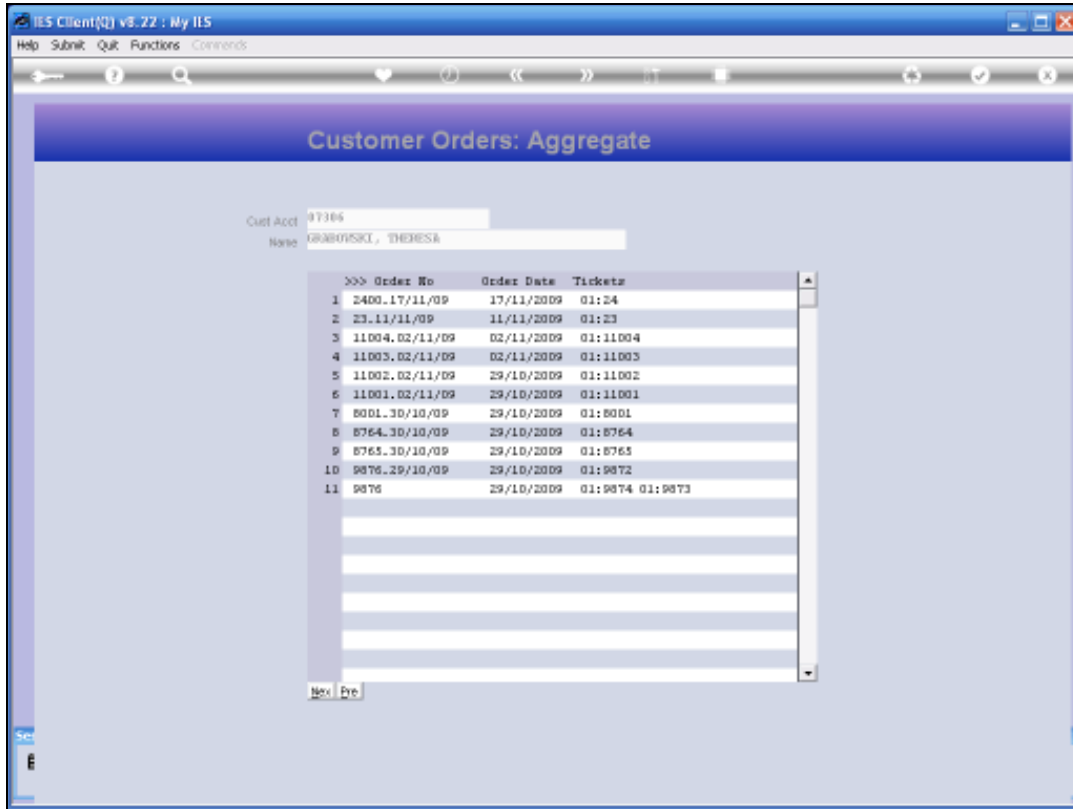 IES Client(Q) v8.22 : My IES
Help Submit Quit Functions Commands
Customer Orders: Aggregate
Cust Acct 07306
Name GRABOWSKI, THERESA
>>> Order No Order Date Tickets
1 2400.17/11/09 17/11/2009 01:24
2 23.11/11/09 11/11/2009 01:23
3 11004.02/11/09 02/11/2009 01:11004
4 11003.02/11/09 02/11/2009 01:11003
5 11002.02/11/09 29/10/2009 01:11002
6 11001.02/11/09 29/10/2009 01:11001
7 8001.30/10/09 29/10/2009 01:8001
8 8764.30/10/09 29/10/2009 01:8764
9 8765.30/10/09 29/10/2009 01:8765
10 9876.29/10/09 29/10/2009 01:9872
11 9876 29/10/2009 01:9874 01:9873
Nex Pre
Se